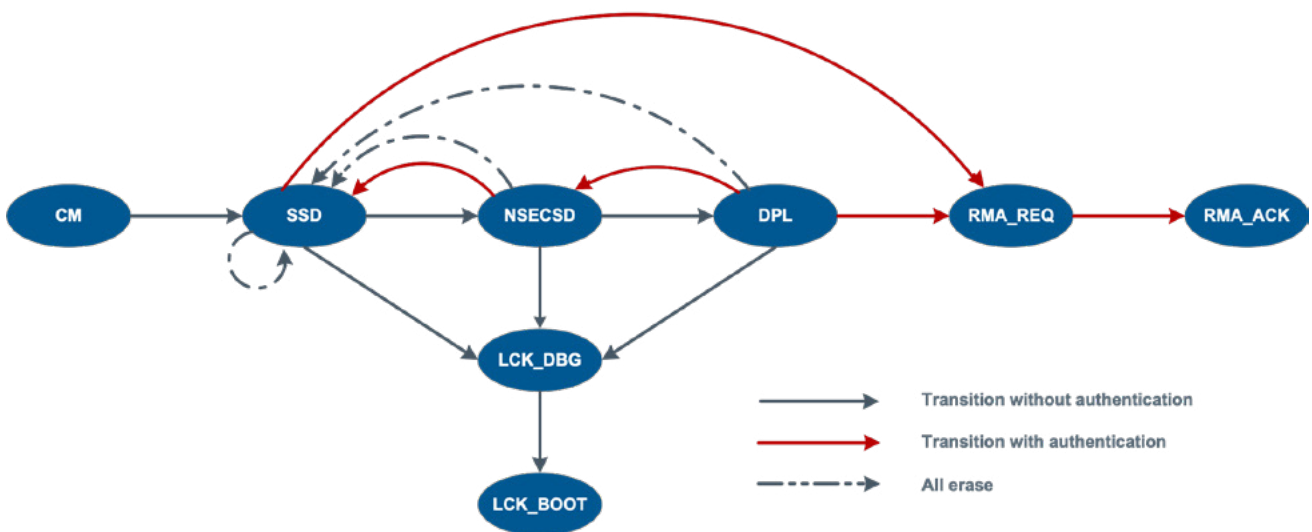 CM
SSD
NSECSD
DPL
RMA_REQ
RMA_ACK
LCK_DBG
LCK_BOOT
Transition without authentication
Transition with authentication
All erase